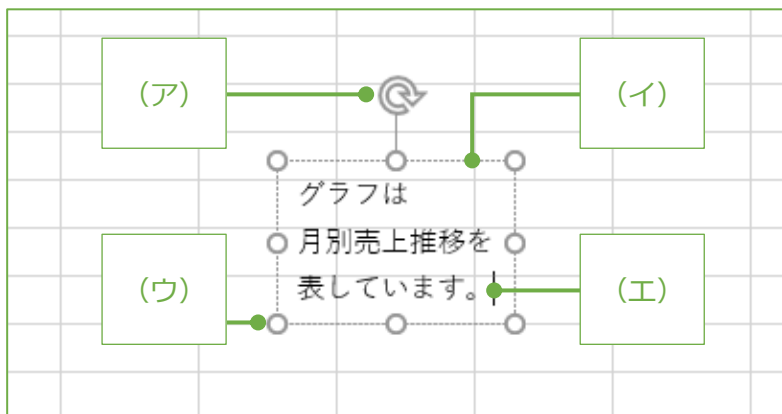 (ア)
(イ)
グラフは
月別売上推移を
表しています。
(ウ)
(エ)